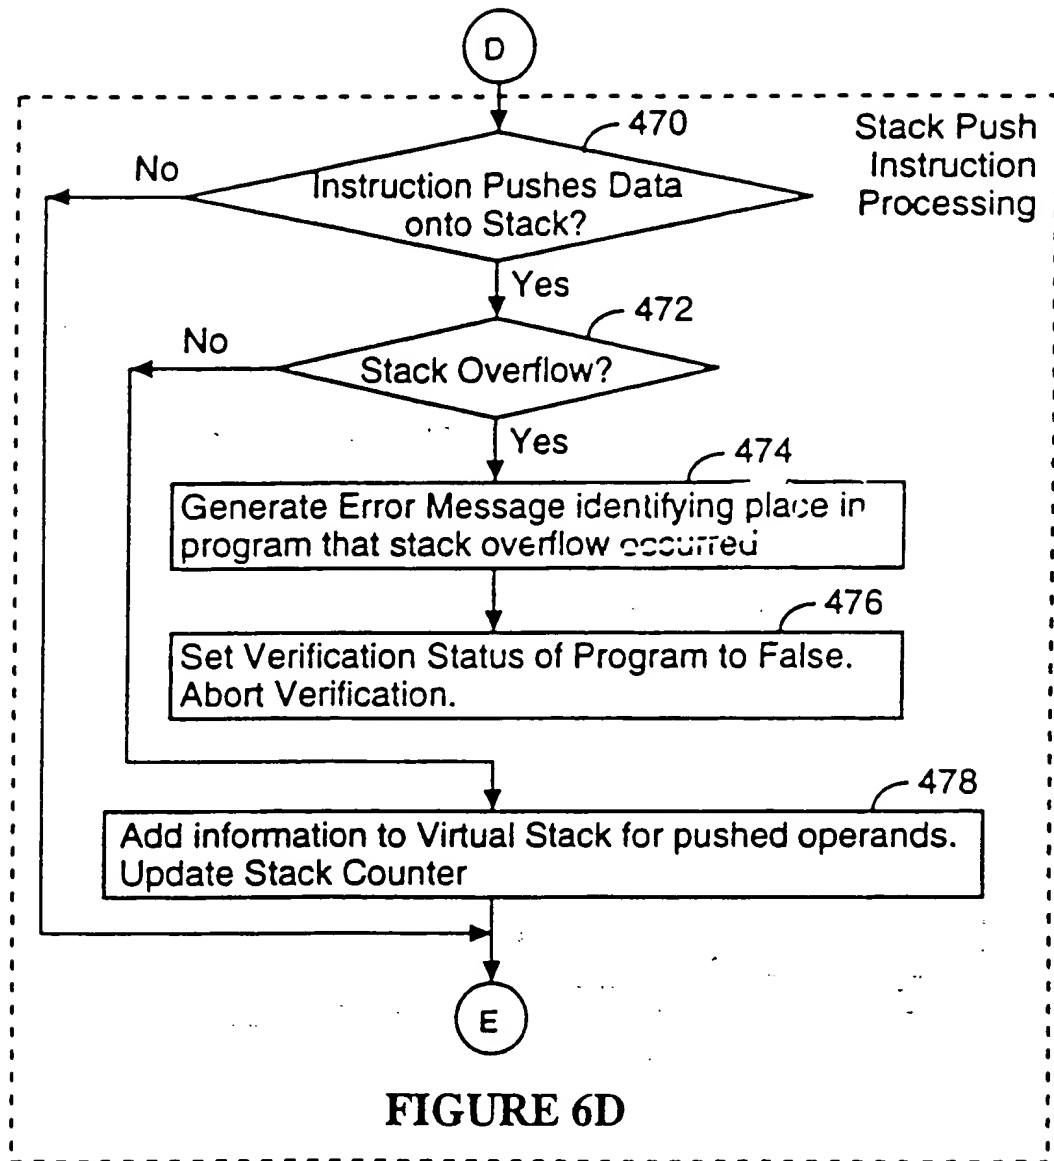 D
470
Stack Push
Instruction
Processing
No
Instruction Pushes Data
onto Stack?
Yes
472
No
Stack Overflow?
Yes
474
Generate Error Message identifying place in
program that stack overflow occurred
476
Set Verification Status of Program to False.
Abort Verification.
478
Add information to Virtual Stack for pushed operands.
Update Stack Counter
E
FIGURE 6D